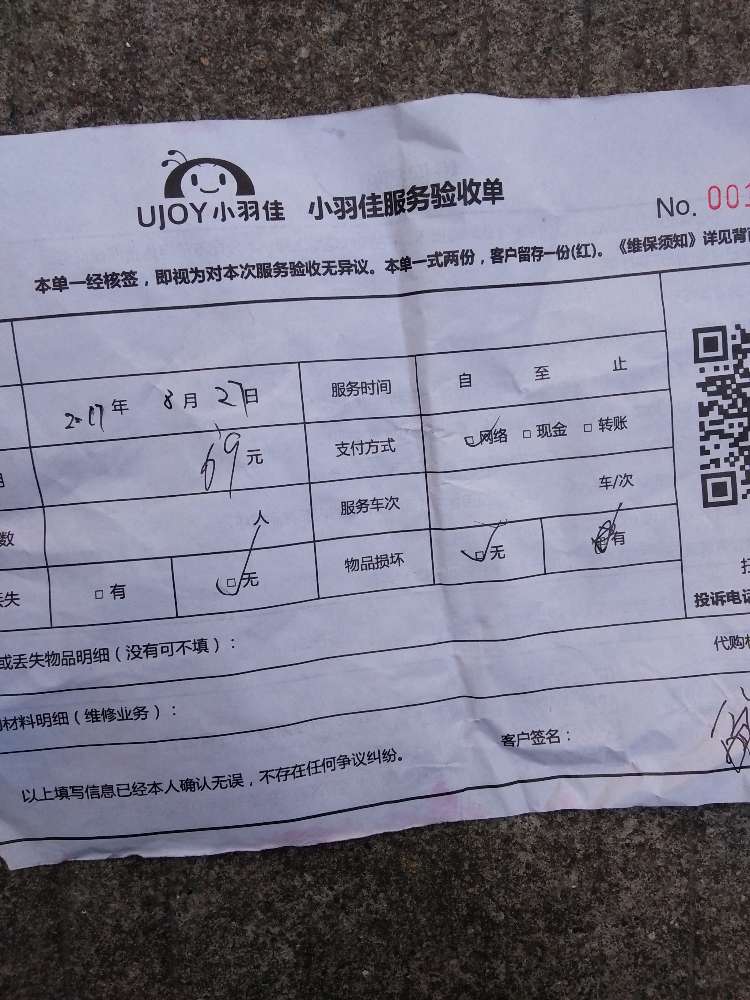 UJOY小羽佳 小羽佳服务验收单
No. 001
本单一经核签，即视为对本次服务验收无异议。本单一式两份，客户留存一份(红)。《维保须知》详见背
2017年 8月 27日 服务时间 自 至 止
69元 支付方式 网络 现金 转账
数 人 服务车次 车/次
丢失 有 无 物品损坏 无 有
投诉电话
或丢失物品明细（没有可不填）：
代购
材料明细（维修业务）：
客户签名：
以上填写信息已经本人确认无误，不存在任何争议纠纷。